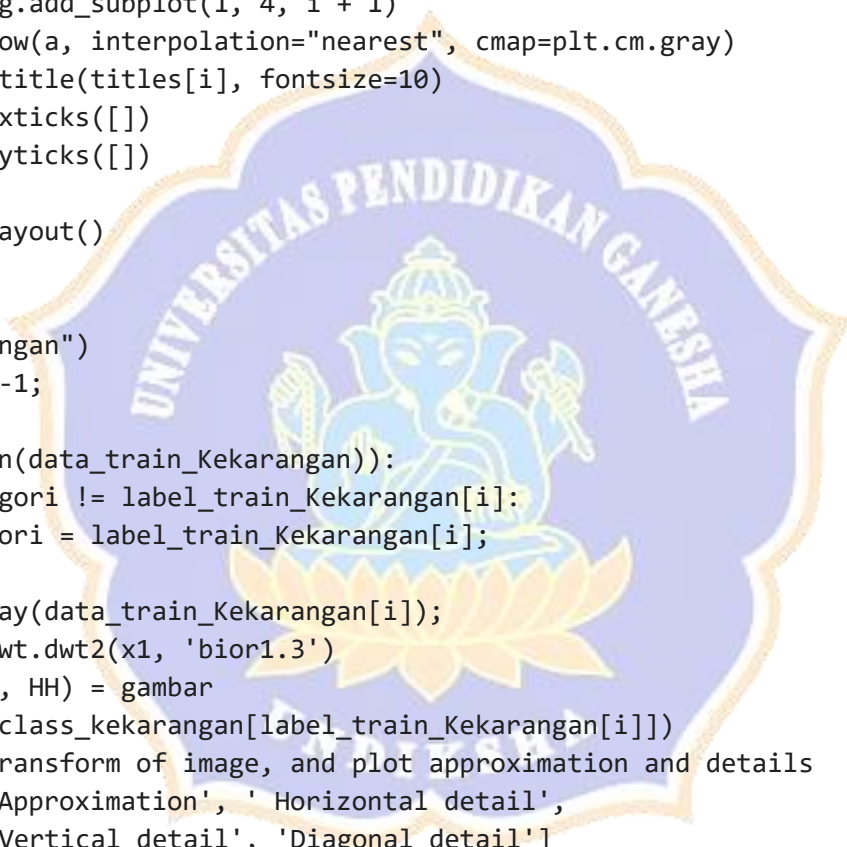 g.add_subplot(1, 4, i + 1)
ow(a, interpolation="nearest", cmap=plt.cm.gray)
title(titles[i], fontsize=10)
xticks([])
yticks([])
ayout()
ngan")
-1;
n(data_train_Kekarangan)):
gori != label_train_Kekarangan[i]:
ori = label_train_Kekarangan[i];
ay(data_train_Kekarangan[i]);
wt.dwt2(x1, 'bior1.3')
, HH) = gambar
class_kekarangan[label_train_Kekarangan[i]])
ransform of image, and plot approximation and details
Approximation', ' Horizontal detail',
Vertical detail', 'Diagonal detail']
UNIVERSITAS PENDIDIKAN GANESHA
UNDIKSHA